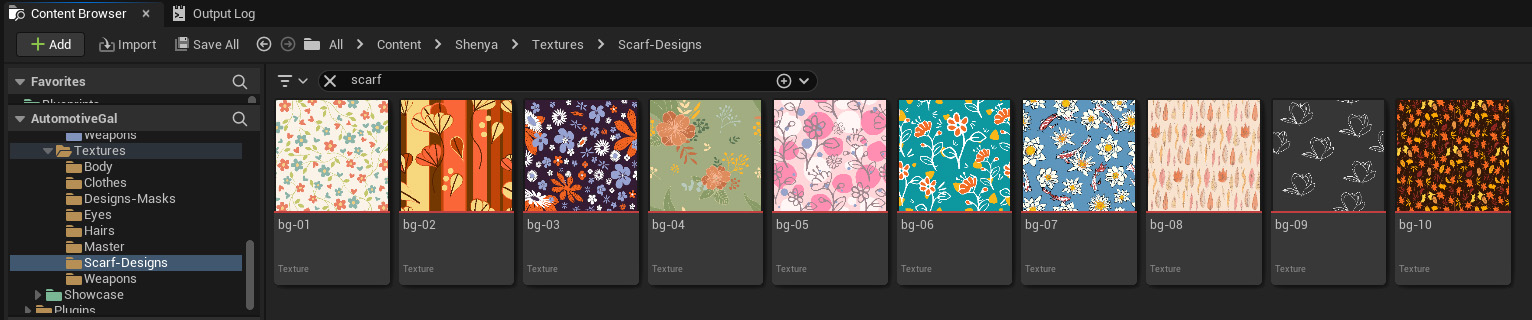 Content Browser × Output Log
+ Add Import Save All All > Content > Shenya > Textures > Scarf-Designs
Favorites
scarf
Blueprints
AutomotiveGal
Weapons
Textures
Body
Clothes
Designs-Masks
Eyes
Hairs
Master
Scarf-Designs
Weapons
Showcase
Plugins
bg-01 bg-02 bg-03 bg-04 bg-05 bg-06 bg-07 bg-08 bg-09 bg-10
Texture Texture Texture Texture Texture Texture Texture Texture Texture Texture